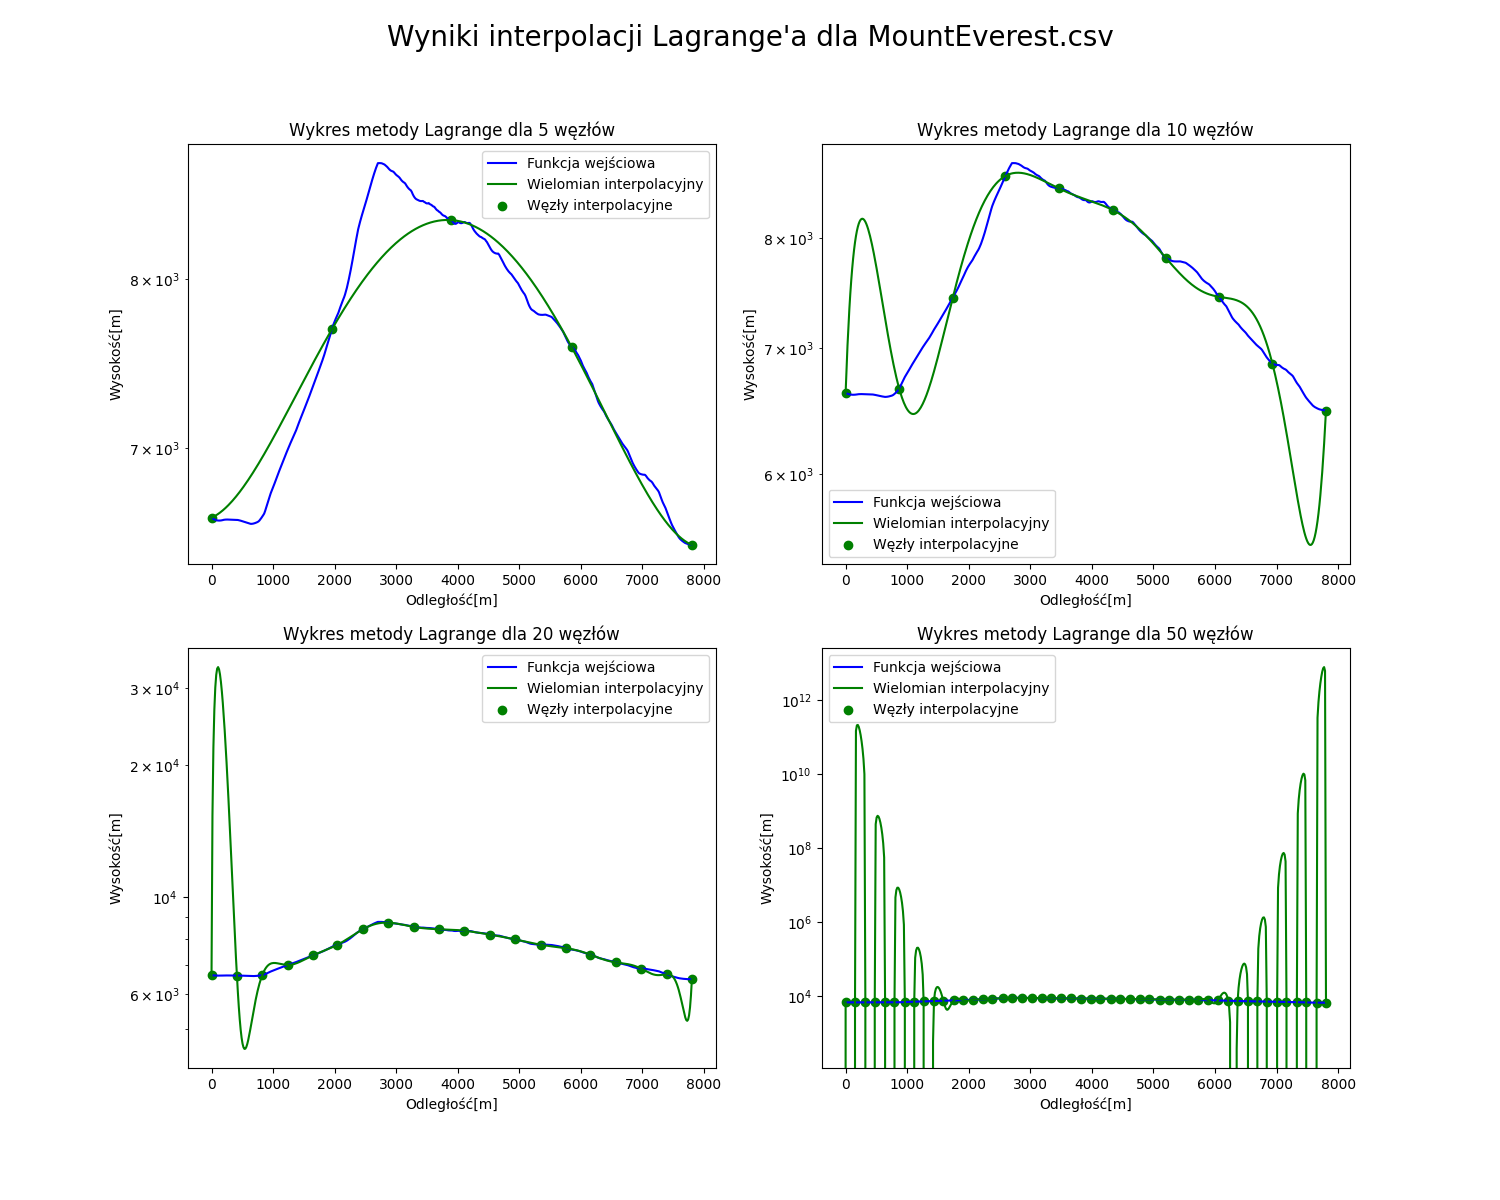 Wyniki interpolacji Lagrange'a dla MountEverest.csv
Wykres metody Lagrange dla 5 węzłów
Funkcja wejściowa
Wielomian interpolacyjny
Węzły interpolacyjne
8 × 10³
7 × 10³
Wysokość[m]
0 1000 2000 3000 4000 5000 6000 7000 8000
Odległość[m]
Wykres metody Lagrange dla 10 węzłów
8 × 10³
7 × 10³
6 × 10³
Wysokość[m]
Funkcja wejściowa
Wielomian interpolacyjny
Węzły interpolacyjne
0 1000 2000 3000 4000 5000 6000 7000 8000
Odległość[m]
Wykres metody Lagrange dla 20 węzłów
Funkcja wejściowa
Wielomian interpolacyjny
Węzły interpolacyjne
3 × 10⁴
2 × 10⁴
10⁴
6 × 10³
Wysokość[m]
0 1000 2000 3000 4000 5000 6000 7000 8000
Odległość[m]
Wykres metody Lagrange dla 50 węzłów
Funkcja wejściowa
Wielomian interpolacyjny
Węzły interpolacyjne
10¹²
10¹⁰
10⁸
10⁶
10⁴
Wysokość[m]
0 1000 2000 3000 4000 5000 6000 7000 8000
Odległość[m]